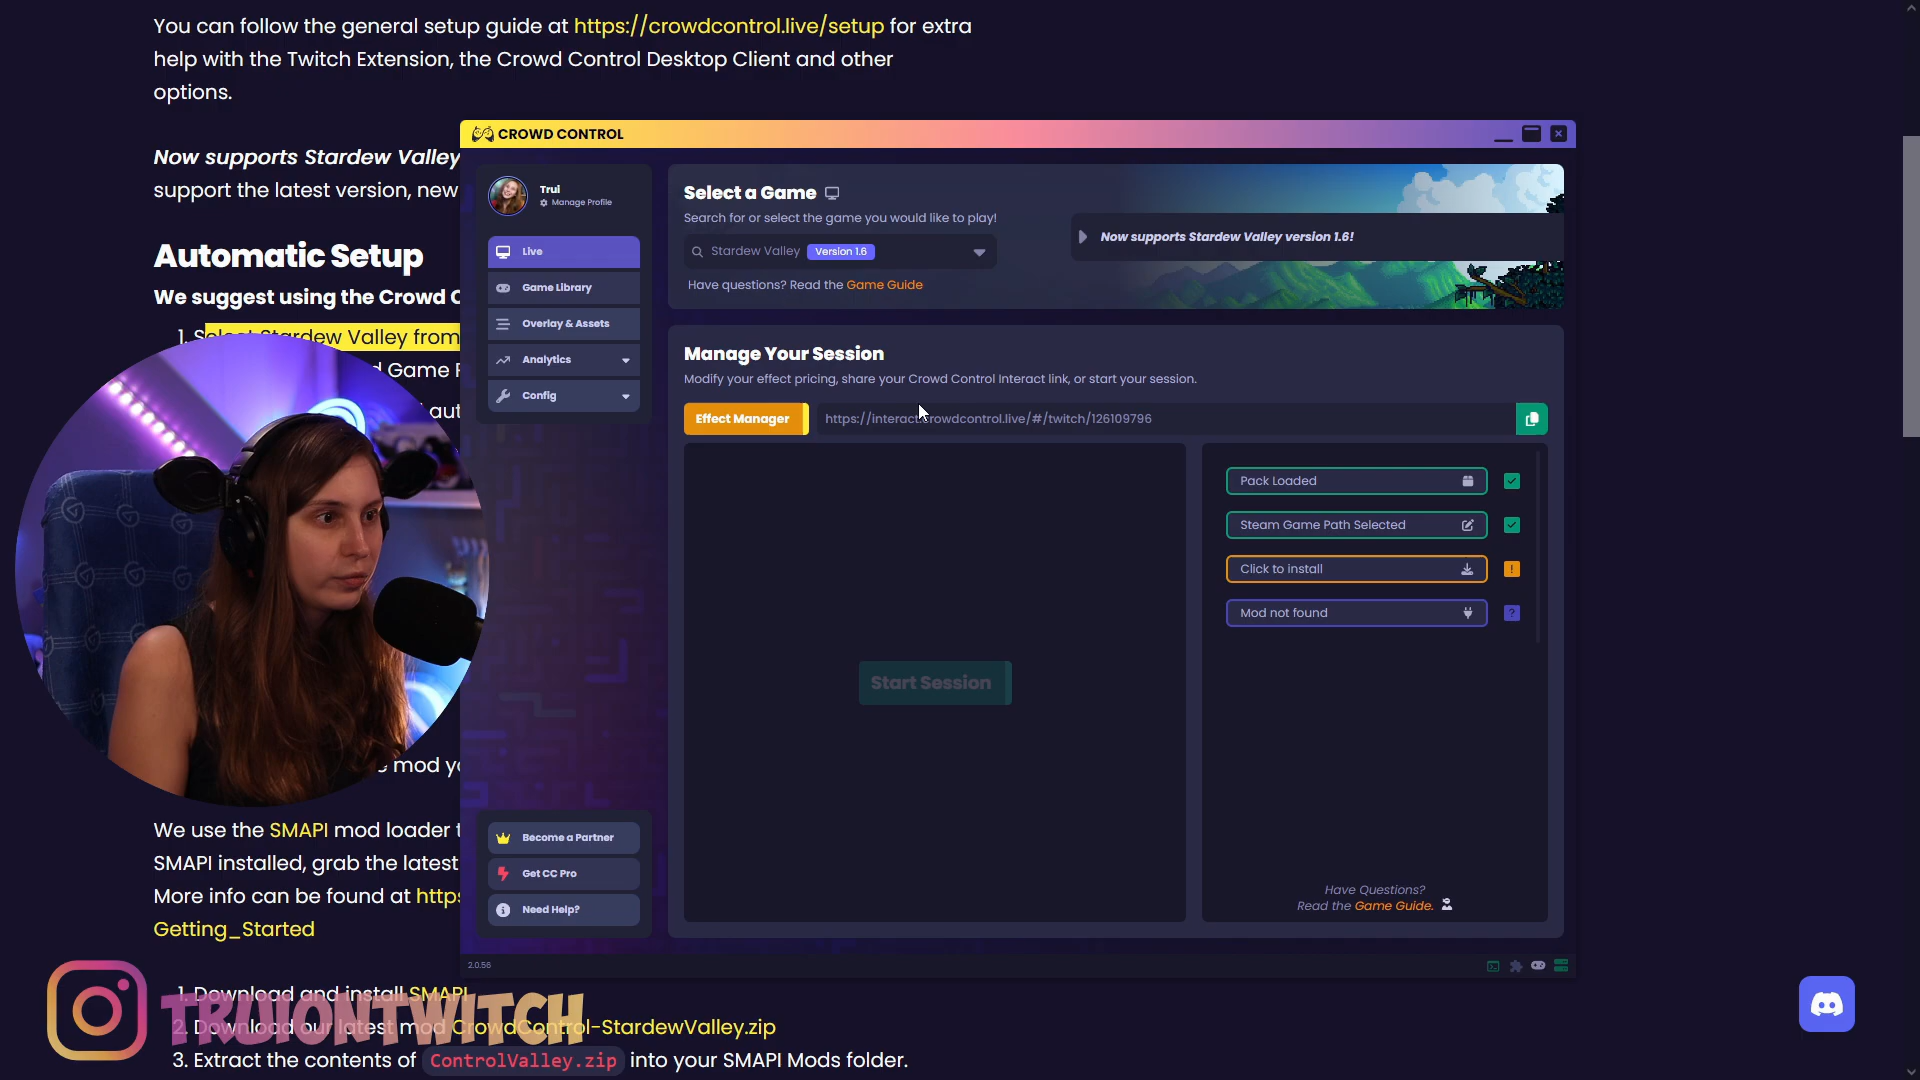 You can follow the general setup guide at https://crowdcontrol.live/setup for extra
help with the Twitch Extension, the Crowd Control Desktop Client and other
options.
Now supports Stardew Valley
support the latest version, new
Automatic Setup
We suggest using the Crowd C
1. Select Stardew Valley from
d Game P
aut
mod yo
We use the SMAPI mod loader t
SMAPI installed, grab the latest
More info can be found at https
Getting_Started
1. Download and install SMAPI
2. Download our latest mod CrowdControl-StardewValley.zip
3. Extract the contents of ControlValley.zip into your SMAPI Mods folder.
TRUIONTWITCH
CROWD CONTROL
Trui
Manage Profile
Live
Game Library
Overlay & Assets
Analytics
Config
Become a Partner
Get CC Pro
Need Help?
2.0.56
Select a Game
Search for or select the game you would like to play!
Stardew Valley Version 1.6
Have questions? Read the Game Guide
Now supports Stardew Valley version 1.6!
Manage Your Session
Modify your effect pricing, share your Crowd Control Interact link, or start your session.
Effect Manager
https://interact.crowdcontrol.live/#/twitch/126109796
Start Session
Pack Loaded
Steam Game Path Selected
Click to install
!
Mod not found
?
Have Questions?
Read the Game Guide.